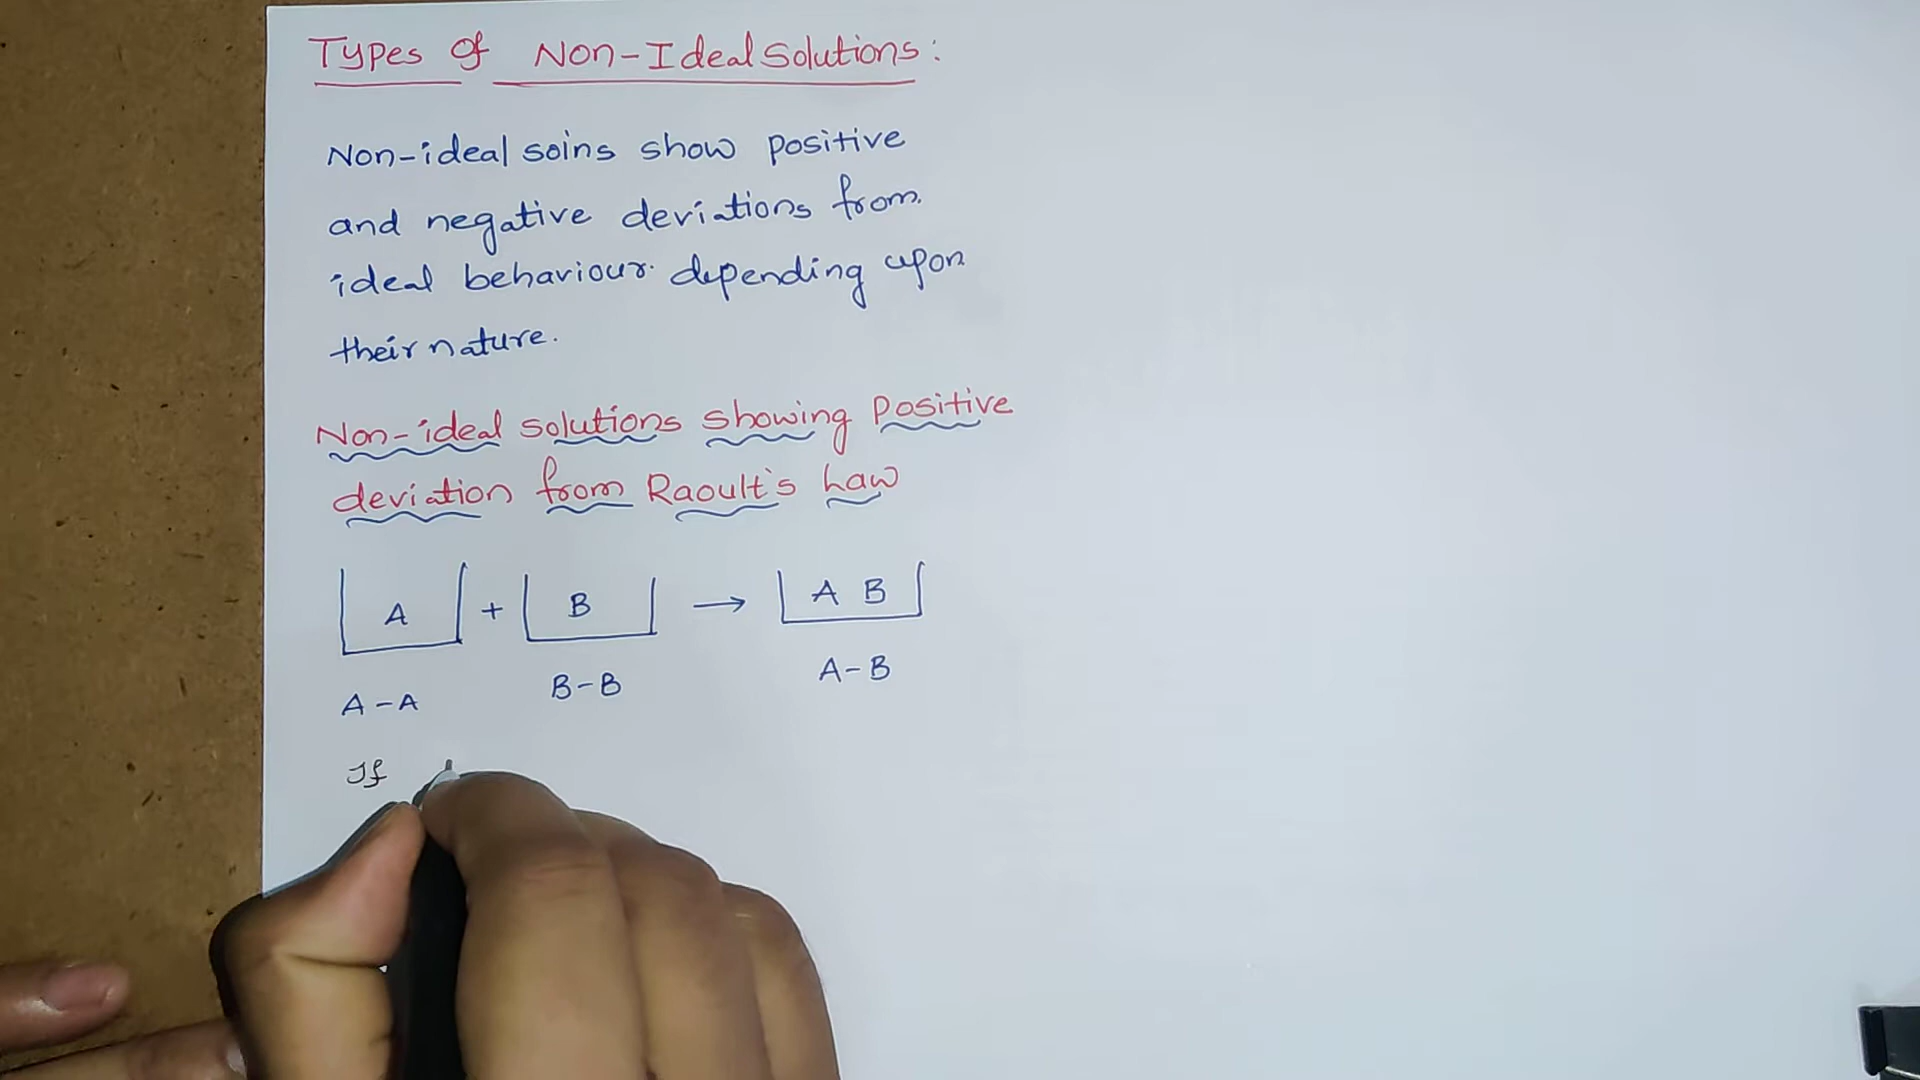 Types of Non-Ideal Solutions:
Non-ideal soins show positive
and negative deviations from
ideal behaviour depending upon
their nature.
Non-ideal solutions showing Positive
deviation from Raoult's Law
A + B → A B
A-A B-B A-B
If